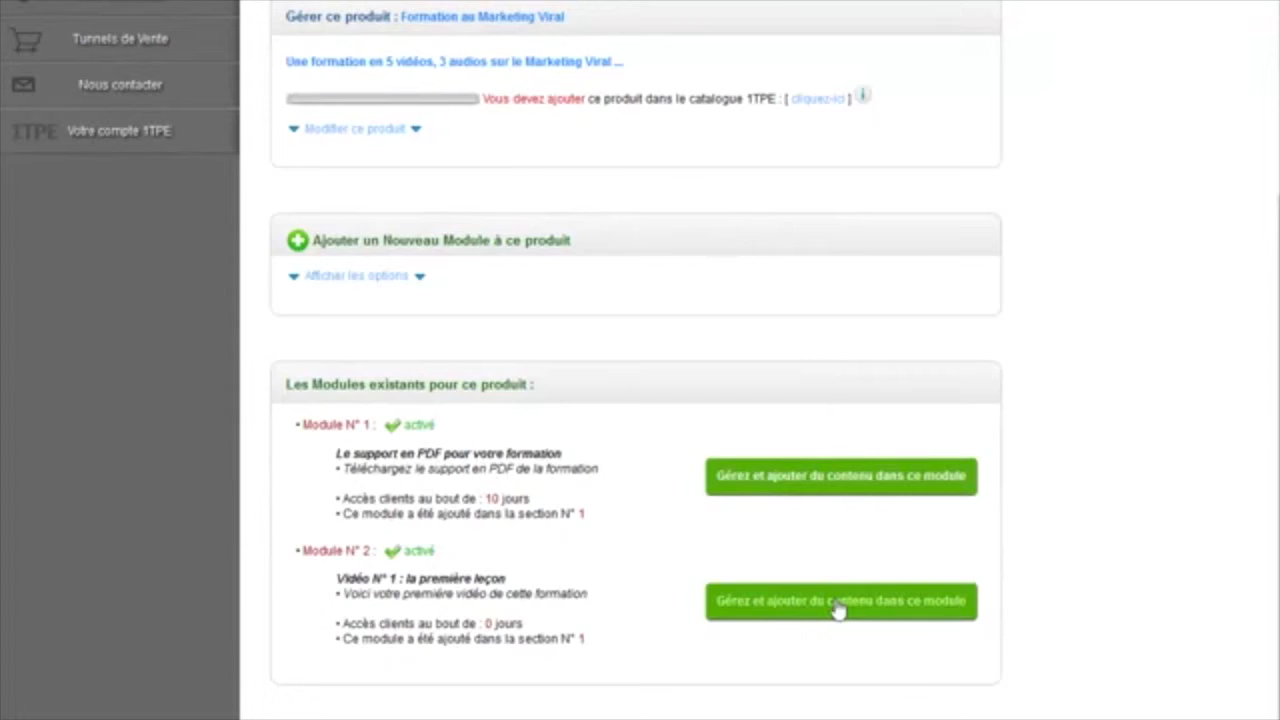 Tunnels de Vente
Nous contacter
1TPE Votre compte 1TPE
Gérer ce produit : Formation au Marketing Viral
Une formation en 5 vidéos, 3 audios sur le Marketing Viral ...
Vous devez ajouter ce produit dans le catalogue 1TPE : [ cliquez-ici ] i
Modifier ce produit
Ajouter un Nouveau Module à ce produit
Afficher les options
Les Modules existants pour ce produit :
• Module N° 1 : activé
Le support en PDF pour votre formation
• Téléchargez le support en PDF de la formation
Gérez et ajouter du contenu dans ce module
• Accès clients au bout de : 10 jours
• Ce module a été ajouté dans la section N° 1
• Module N° 2 : activé
Vidéo N° 1 : la première leçon
• Voici votre première vidéo de cette formation
Gérez et ajouter du contenu dans ce module
• Accès clients au bout de : 0 jours
• Ce module a été ajouté dans la section N° 1